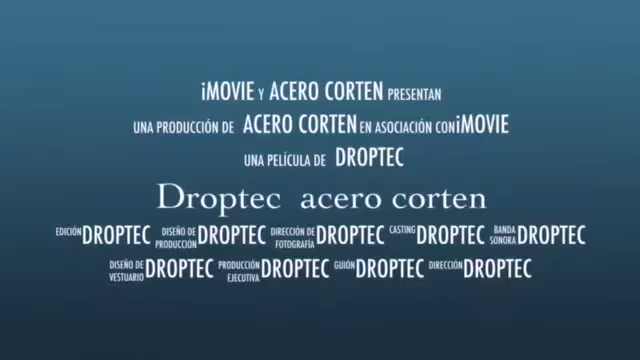 iMOVIE Y ACERO CORTEN PRESENTAN
UNA PRODUCCIÓN DE ACERO CORTEN EN ASOCIACIÓN CON iMOVIE
UNA PELÍCULA DE DROPTEC
Droptec acero corten
EDICIÓN DROPTEC DISEÑO DE PRODUCCIÓN DROPTEC DIRECCIÓN DE FOTOGRAFÍA DROPTEC CASTING DROPTEC BANDA SONORA DROPTEC
DISEÑO DE VESTUARIO DROPTEC PRODUCCIÓN EJECUTIVA DROPTEC GUIÓN DROPTEC DIRECCIÓN DROPTEC